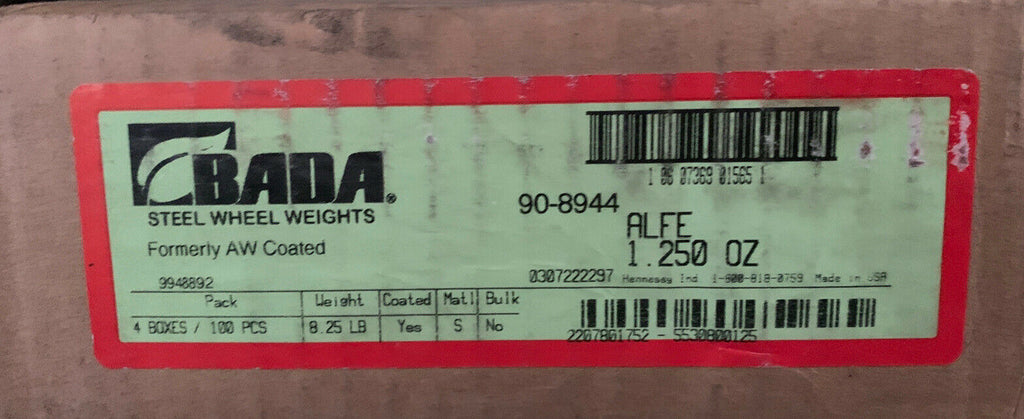 BADA®
STEEL WHEEL WEIGHTS
Formerly AW Coated
9948892
1 06 07369 01565 1
90-8944
ALFE
1.250 OZ
0307222297 Hennessy Ind 1-800-818-0759 Made in USA
Pack Weight Coated Matl Bulk
4 BOXES / 100 PCS 8.25 LB Yes S No
2207801752 - 5530800125